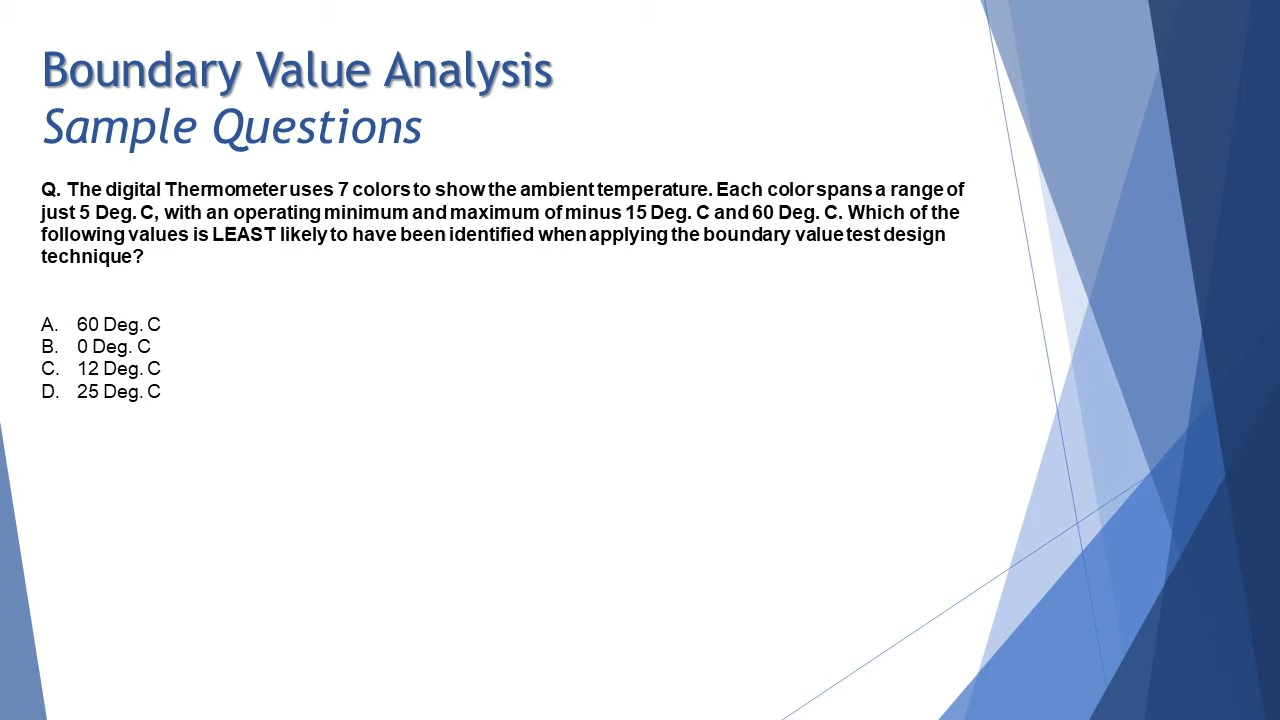 Boundary Value Analysis
Sample Questions
Q. The digital Thermometer uses 7 colors to show the ambient temperature. Each color spans a range of
just 5 Deg. C, with an operating minimum and maximum of minus 15 Deg. C and 60 Deg. C. Which of the
following values is LEAST likely to have been identified when applying the boundary value test design
technique?
A. 60 Deg. C
B. 0 Deg. C
C. 12 Deg. C
D. 25 Deg. C